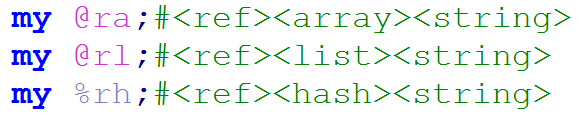 my @ra;#<ref><array><string>
my @rl;#<ref><list><string>
my %rh;#<ref><hash><string>